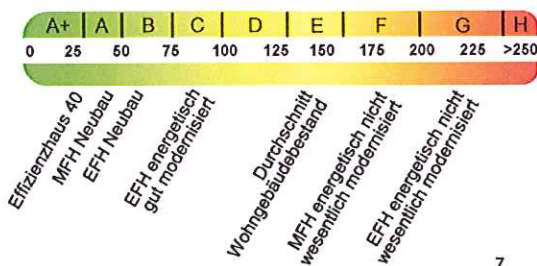 A+ A B C D E F G H
0 25 50 75 100 125 150 175 200 225 >250
Effizienzhaus 40
MFH Neubau
EFH Neubau
EFH energetisch
gut modernisiert
Durchschnitt
Wohngebäudebestand
MFH energetisch nicht
wesentlich modernisiert
EFH energetisch nicht
wesentlich modernisiert
7